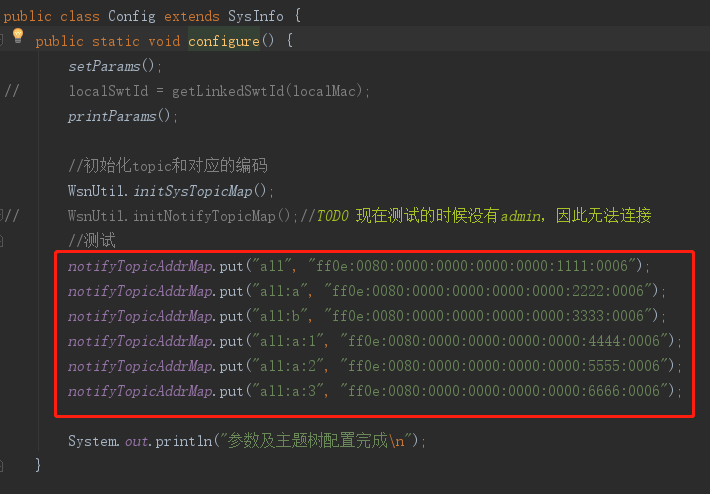 public class Config extends SysInfo {
public static void configure() {
setParams();
// localSwtId = getLinkedSwtId(localMac);
printParams();
//初始化topic和对应的编码
WsnUtil.initSysTopicMap();
// WsnUtil.initNotifyTopicMap();//TODO 现在测试的时候没有admin，因此无法连接
//测试
notifyTopicAddrMap.put("all", "ff0e:0080:0000:0000:0000:0000:1111:0006");
notifyTopicAddrMap.put("all:a", "ff0e:0080:0000:0000:0000:0000:2222:0006");
notifyTopicAddrMap.put("all:b", "ff0e:0080:0000:0000:0000:0000:3333:0006");
notifyTopicAddrMap.put("all:a:1", "ff0e:0080:0000:0000:0000:0000:4444:0006");
notifyTopicAddrMap.put("all:a:2", "ff0e:0080:0000:0000:0000:0000:5555:0006");
notifyTopicAddrMap.put("all:a:3", "ff0e:0080:0000:0000:0000:0000:6666:0006");
System.out.println("参数及主题树配置完成\n");
}